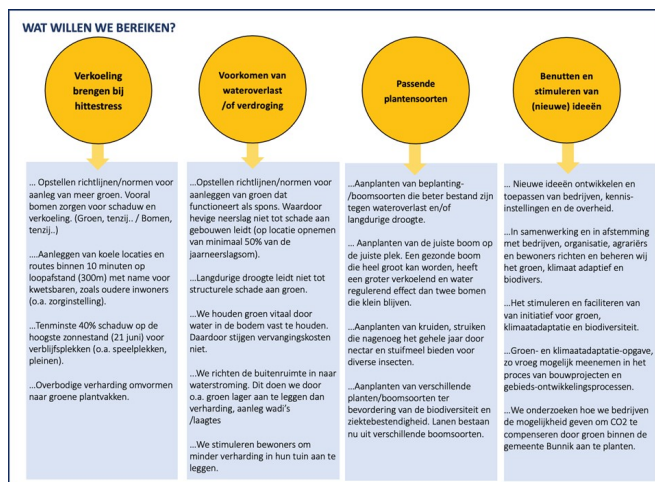 WAT WILLEN WE BEREIKEN?
Verkoeling
brengen bij
hittestress
... Opstellen richtlijnen/normen voor
aanleg van meer groen. Vooral
bomen zorgen voor schaduw en
verkoeling. (Groen, tenzij.. / Bomen,
tenzij..)
...Aanleggen van koele locaties en
routes binnen 10 minuten op
loopafstand (300m) met name voor
kwetsbaren, zoals oudere inwoners
(o.a. zorginstelling).
...Tenminste 40% schaduw op de
hoogste zonnestand (21 juni) voor
verblijfsplekken (o.a. speelplekken,
pleinen).
...Overbodige verharding omvormen
naar groene plantvakken.
Voorkomen van
wateroverlast
/of verdroging
...Opstellen richtlijnen/normen voor
aanleggen van groen dat
functioneert als spons. Waardoor
hevige neerslag niet tot schade aan
gebouwen leidt (op locatie opnemen
van minimaal 50% van de
jaarneerslagsom).
...Langdurige droogte leidt niet tot
structurele schade aan groen.
...We houden groen vitaal door
water in de bodem vast te houden.
Daardoor stijgen vervangingskosten
niet.
...We richten de buitenruimte in naar
waterstroming. Dit doen we door
o.a. groen lager aan te leggen dan
verharding, aanleg wadi's
/laagtes
...We stimuleren bewoners om
minder verharding in hun tuin aan te
leggen.
Passende
plantensoorten
...Aanplanten van beplanting-
/boomsoorten die beter bestand zijn
tegen wateroverlast en/of
langdurige droogte.
... Aanplanten van de juiste boom op
de juiste plek. Een gezonde boom
die heel groot kan worden, heeft
een groter verkoelend en water
regulerend effect dan twee bomen
die klein blijven.
...Aanplanten van kruiden, struiken
die nagenoeg het gehele jaar door
nectar en stuifmeel bieden voor
diverse insecten.
...Aanplanten van verschillende
planten/boomsoorten ter
bevordering van de biodiversiteit en
ziektebestendigheid. Lanen bestaan
nu uit verschillende boomsoorten.
Benutten en
stimuleren van
(nieuwe) ideeën
... Nieuwe ideeën ontwikkelen en
toepassen van bedrijven, kennis-
instellingen en de overheid.
...In samenwerking en in afstemming
met bedrijven, organisatie, agrariërs
en bewoners richten en beheren wij
het groen, klimaat adaptief en
biodivers.
...Het stimuleren en faciliteren van
van initiatief voor groen,
klimaatadaptatie en biodiversiteit.
...Groen- en klimaatadaptatie-opgave,
zo vroeg mogelijk meenemen in het
proces van bouwprojecten en
gebieds-ontwikkelingsprocessen.
...We onderzoeken hoe we bedrijven
de mogelijkheid geven om CO2 te
compenseren door groen binnen de
gemeente Bunnik aan te planten.